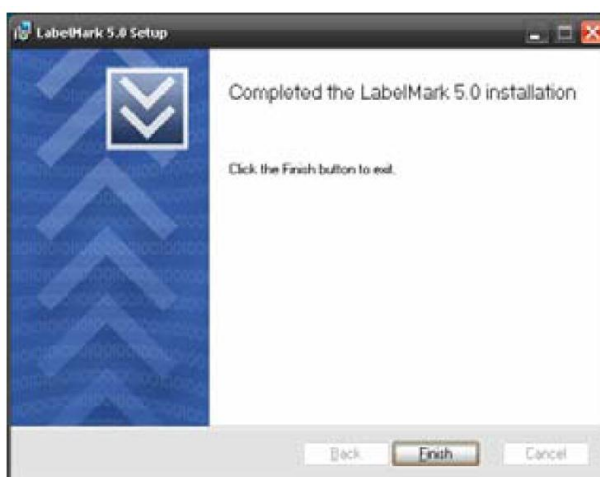 LabelMark 5.0 Setup
Completed the LabelMark 5.0 installation
Click the Finish button to exit.
Back Finish Cancel